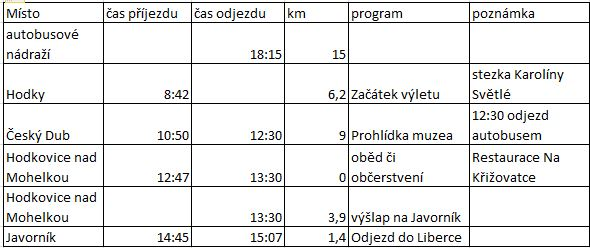 Místo čas příjezdu čas odjezdu km program poznámka
autobusové
nádraží 18:15 15
stezka Karolíny
Hodky 8:42 6,2 Začátek výletu Světlé
12:30 odjezd
Český Dub 10:50 12:30 9 Prohlídka muzea autobusem
Hodkovice nad oběd či Restaurace Na
Mohelkou 12:47 13:30 0 občerstvení Křižovatce
Hodkovice nad
Mohelkou 13:30 3,9 výšlap na Javorník
Javorník 14:45 15:07 1,4 Odjezd do Liberce